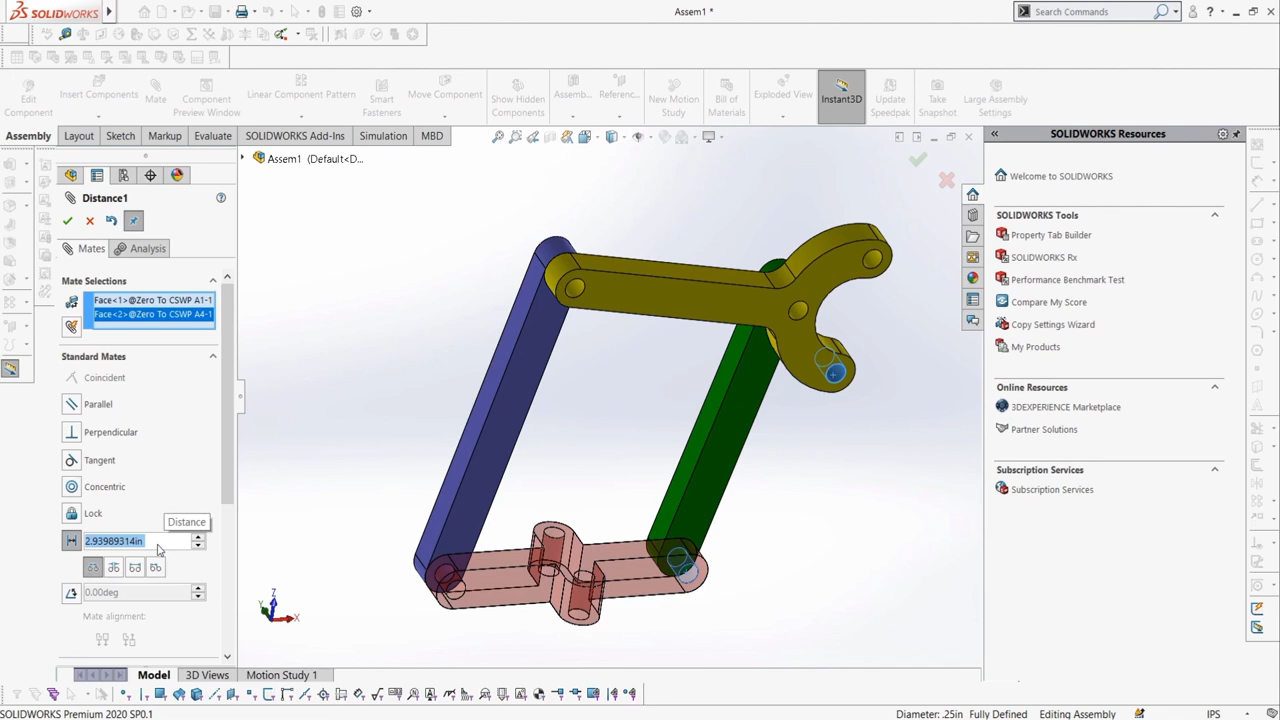 SOLIDWORKS
Assem1 *
Search Commands
Edit Component
Insert Components
Mate
Component Preview Window
Linear Component Pattern
Smart Fasteners
Move Component
Show Hidden Components
Assemb...
Referenc...
New Motion Study
Bill of Materials
Exploded View
Instant3D
Update Speedpak
Take Snapshot
Large Assembly Settings
Assembly
Layout
Sketch
Markup
Evaluate
SOLIDWORKS Add-Ins
Simulation
MBD
SOLIDWORKS Resources
Assem1 (Default<D...
Welcome to SOLIDWORKS
Distance1
SOLIDWORKS Tools
Property Tab Builder
Mates
Analysis
SOLIDWORKS Rx
Mate Selections
Performance Benchmark Test
Face<1>@Zero To CSWP A1-1
Compare My Score
Face<2>@Zero To CSWP A4-1
Copy Settings Wizard
My Products
Standard Mates
Coincident
Online Resources
Parallel
3DEXPERIENCE Marketplace
Perpendicular
Partner Solutions
Tangent
Subscription Services
Concentric
Subscription Services
Lock
Distance
2.93989314in
0.00deg
Mate alignment:
Z
Y
X
Model
3D Views
Motion Study 1
SOLIDWORKS Premium 2020 SP0.1
Diameter: .25in
Fully Defined
Editing Assembly
IPS